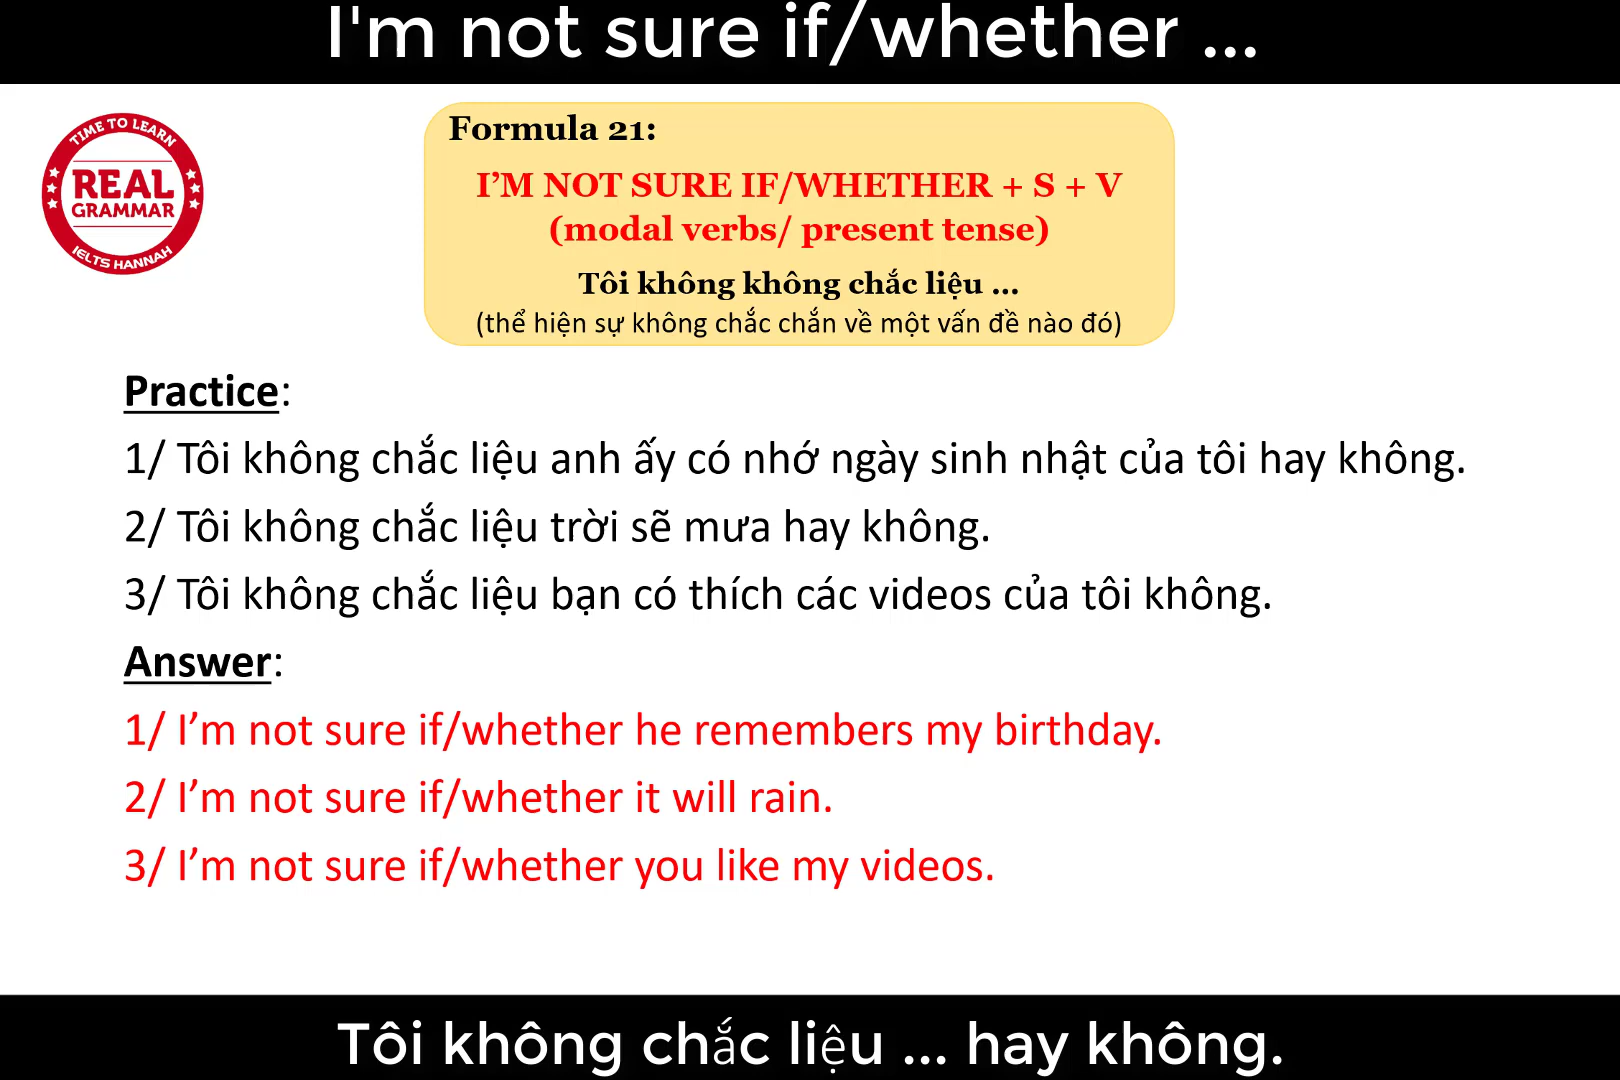 I'm not sure if/whether ...
TIME TO LEARN
REAL
GRAMMAR
IELTS HANNAH
Formula 21:
I’M NOT SURE IF/WHETHER + S + V
(modal verbs/ present tense)
Tôi không không chắc liệu ...
(thể hiện sự không chắc chắn về một vấn đề nào đó)
Practice:
1/ Tôi không chắc liệu anh ấy có nhớ ngày sinh nhật của tôi hay không.
2/ Tôi không chắc liệu trời sẽ mưa hay không.
3/ Tôi không chắc liệu bạn có thích các videos của tôi không.
Answer:
1/ I’m not sure if/whether he remembers my birthday.
2/ I’m not sure if/whether it will rain.
3/ I’m not sure if/whether you like my videos.
Tôi không chắc liệu ... hay không.